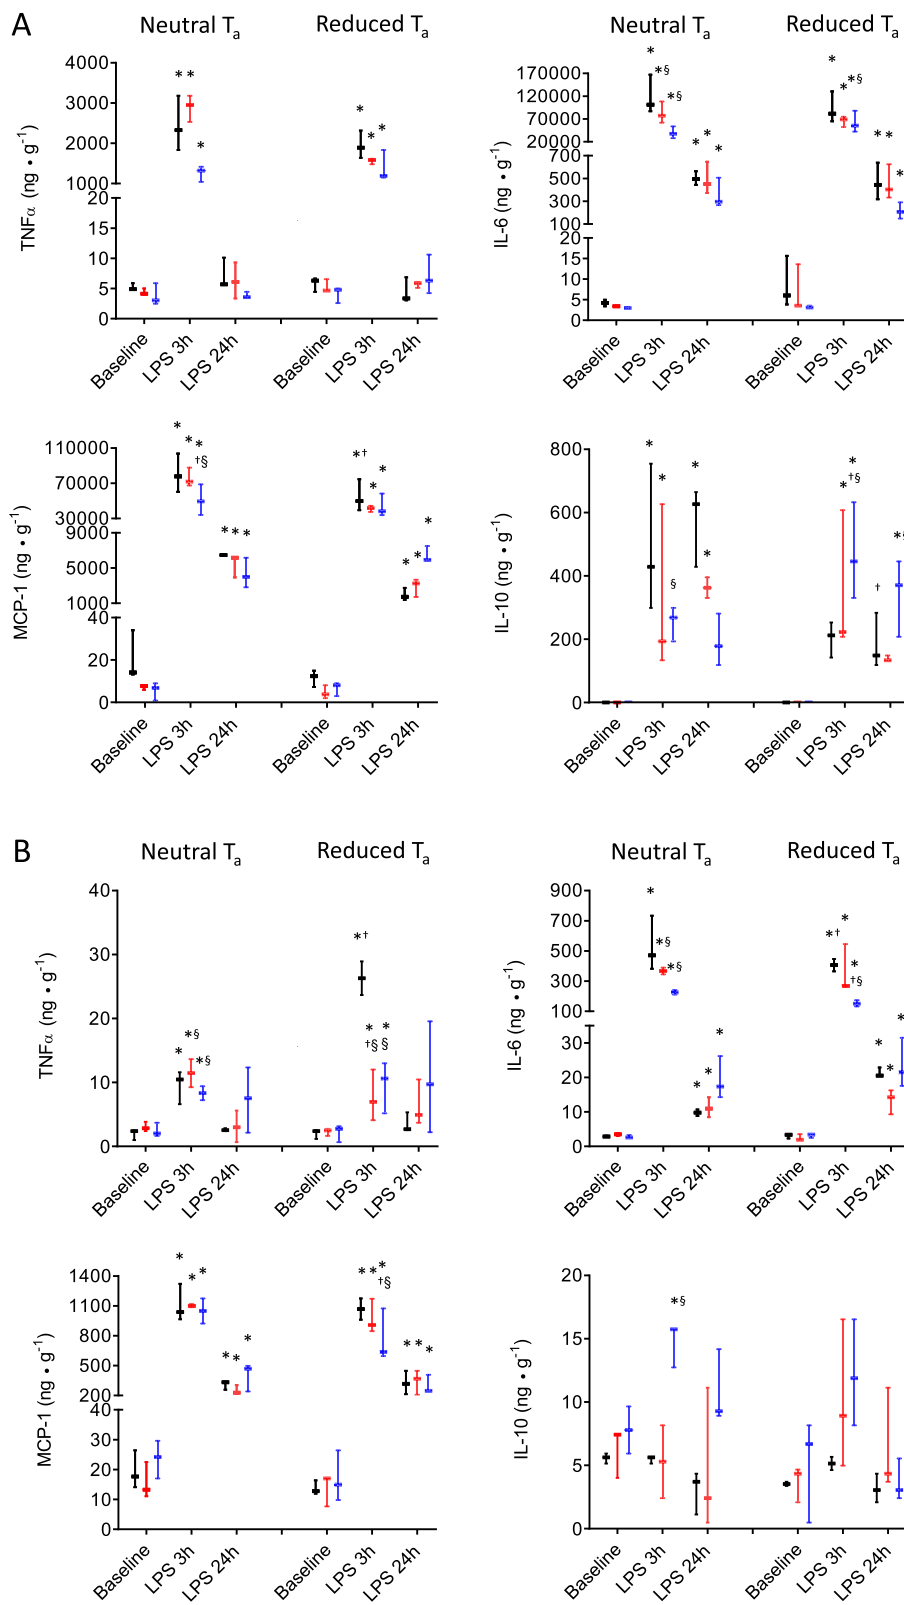 A
Neutral Ta
Reduced Ta
Neutral Ta
Reduced Ta
TNFα (ng • g-1)
4000
3000
2000
1000
20
15
10
5
0
* * * * * *
Baseline
LPS 3h
LPS 24h
Baseline
LPS 3h
LPS 24h
IL-6 (ng • g-1)
170000
120000
70000
20000
700
500
300
100
20
15
10
5
0
* *§ *§ * * * * * *§ * * *
Baseline
LPS 3h
LPS 24h
Baseline
LPS 3h
LPS 24h
MCP-1 (ng • g-1)
110000
70000
30000
9000
5000
1000
40
20
0
* * * †§ * * * *† * * * * *
Baseline
LPS 3h
LPS 24h
Baseline
LPS 3h
LPS 24h
IL-10 (ng • g-1)
800
600
400
200
0
* * § * * * * †§ † *§
Baseline
LPS 3h
LPS 24h
Baseline
LPS 3h
LPS 24h
B
Neutral Ta
Reduced Ta
Neutral Ta
Reduced Ta
TNFα (ng • g-1)
40
30
20
10
0
* *§ *§ *† * †§ * §
Baseline
LPS 3h
LPS 24h
Baseline
LPS 3h
LPS 24h
IL-6 (ng • g-1)
900
700
500
300
100
30
20
10
0
* *§ *§ * * * *† * * †§ * * *
Baseline
LPS 3h
LPS 24h
Baseline
LPS 3h
LPS 24h
MCP-1 (ng • g-1)
1400
1100
800
500
200
40
30
20
10
0
* * * * * * * * * †§ * * *
Baseline
LPS 3h
LPS 24h
Baseline
LPS 3h
LPS 24h
IL-10 (ng • g-1)
20
15
10
5
0
*§
Baseline
LPS 3h
LPS 24h
Baseline
LPS 3h
LPS 24h